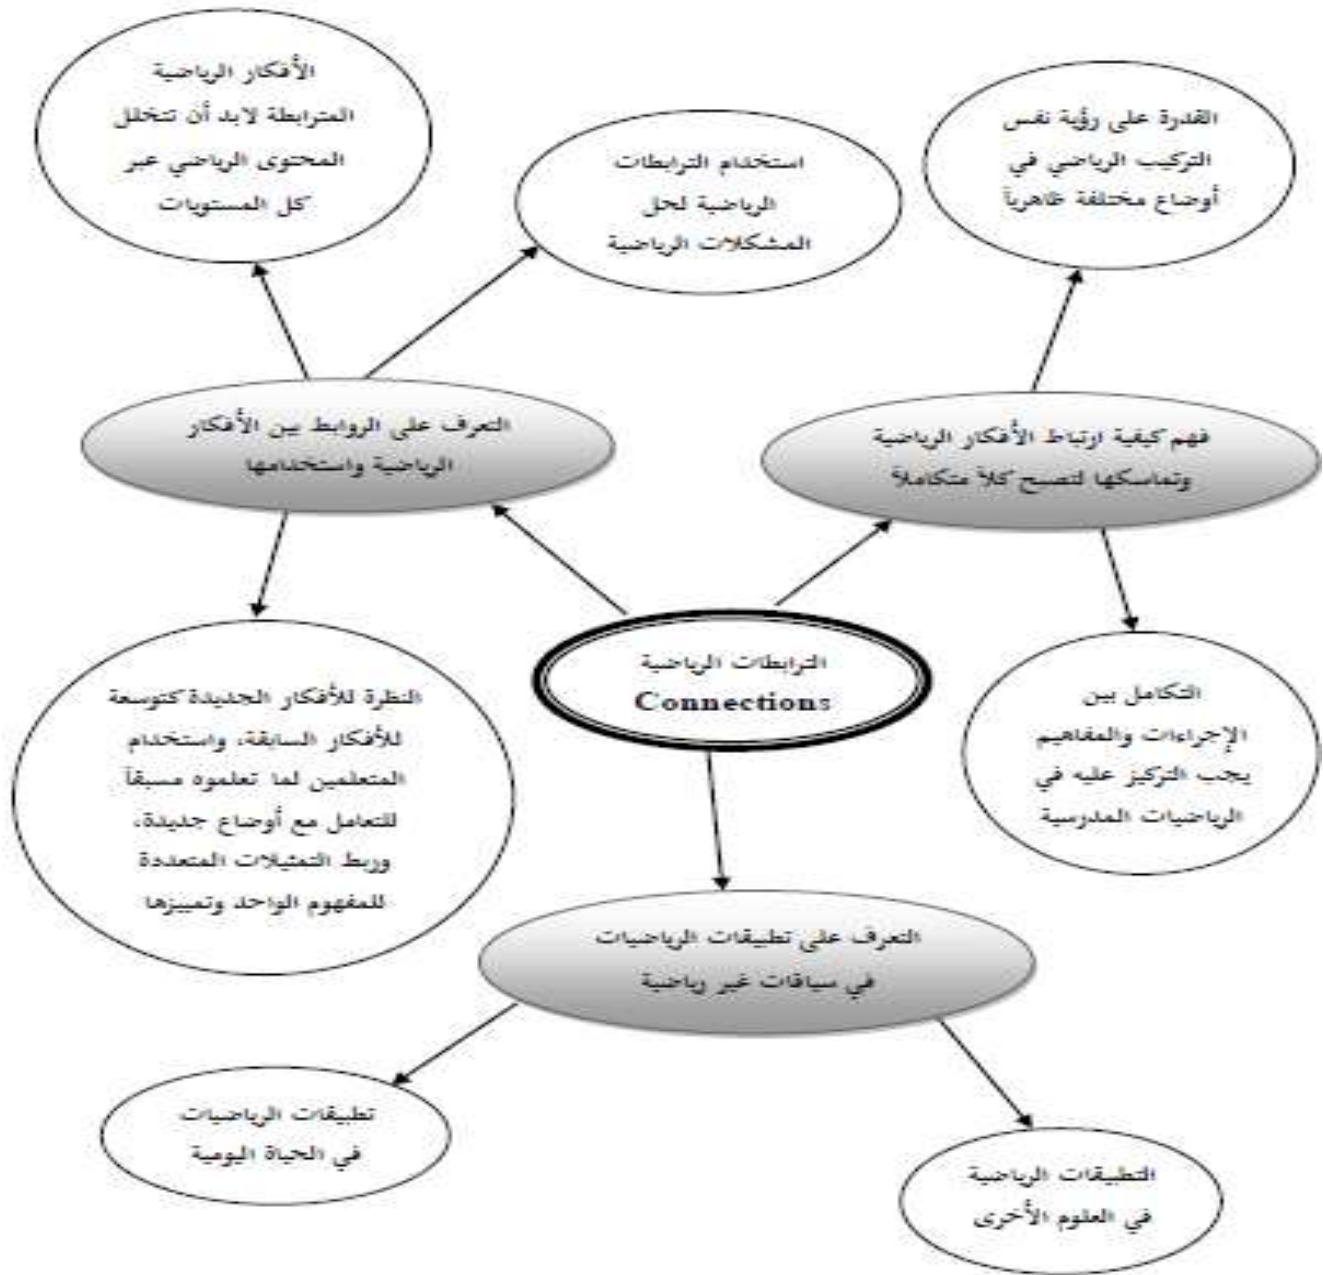 الأفكار الرياضية
المترابطة لابد أن تتخلل
المحتوى الرياضي عبر
كل المستويات
استخدام الترابطات
الرياضية لحل
المشكلات الرياضية
القدرة على رؤية نفس
التركيب الرياضي في
أوضاع مختلفة ظاهرياً
التعرف على الروابط بين الأفكار
الرياضية واستخدامها
فهم كيفية ارتباط الأفكار الرياضية
وتماسكها لتصبح كلاً متكاملاً
الترابطات الرياضية
Connections
النظرة للأفكار الجديدة كتوسعة
للأفكار السابقة، واستخدام
المتعلمين لما تعلموه مسبقاً
للتعامل مع أوضاع جديدة،
وربط التمثيلات المتعددة
للمفهوم الواحد وتمييزها
التكامل بين
الإجراءات والمفاهيم
يجب التركيز عليه في
الرياضيات المدرسية
التعرف على تطبيقات الرياضيات
في سياقات غير رياضية
تطبيقات الرياضيات
في الحياة اليومية
التطبيقات الرياضية
في العلوم الأخرى